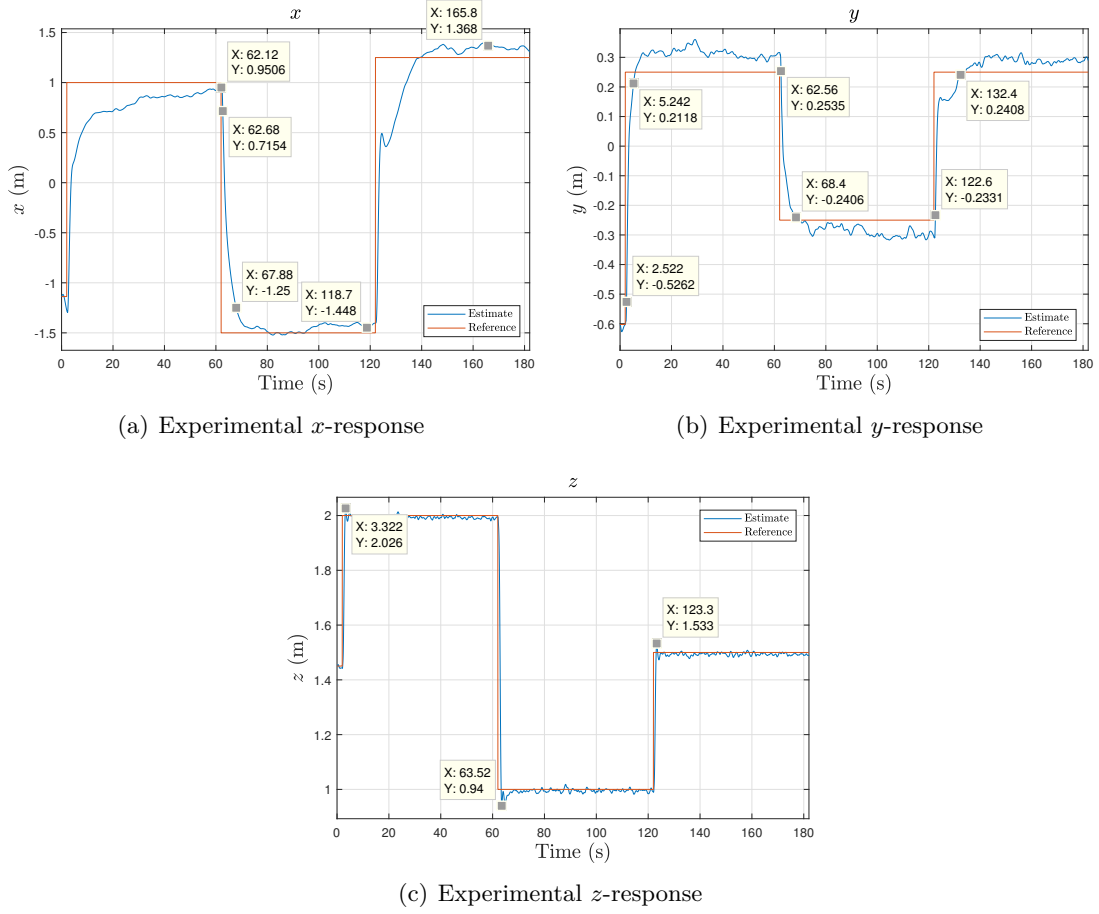 x
X: 165.8
Y: 1.368
X: 62.12
Y: 0.9506
X: 62.68
Y: 0.7154
X: 67.88
Y: -1.25
X: 118.7
Y: -1.448
Estimate
Reference
1.5
1
0.5
0
-0.5
-1
-1.5
x (m)
0 20 40 60 80 100 120 140 160 180
Time (s)
(a) Experimental x-response
y
X: 5.242
Y: 0.2118
X: 62.56
Y: 0.2535
X: 132.4
Y: 0.2408
X: 68.4
Y: -0.2406
X: 122.6
Y: -0.2331
X: 2.522
Y: -0.5262
Estimate
Reference
0.3
0.2
0.1
0
-0.1
-0.2
-0.3
-0.4
-0.5
-0.6
y (m)
0 20 40 60 80 100 120 140 160 180
Time (s)
(b) Experimental y-response
z
Estimate
Reference
X: 3.322
Y: 2.026
X: 123.3
Y: 1.533
X: 63.52
Y: 0.94
2
1.8
1.6
1.4
1.2
1
z (m)
0 20 40 60 80 100 120 140 160 180
Time (s)
(c) Experimental z-response